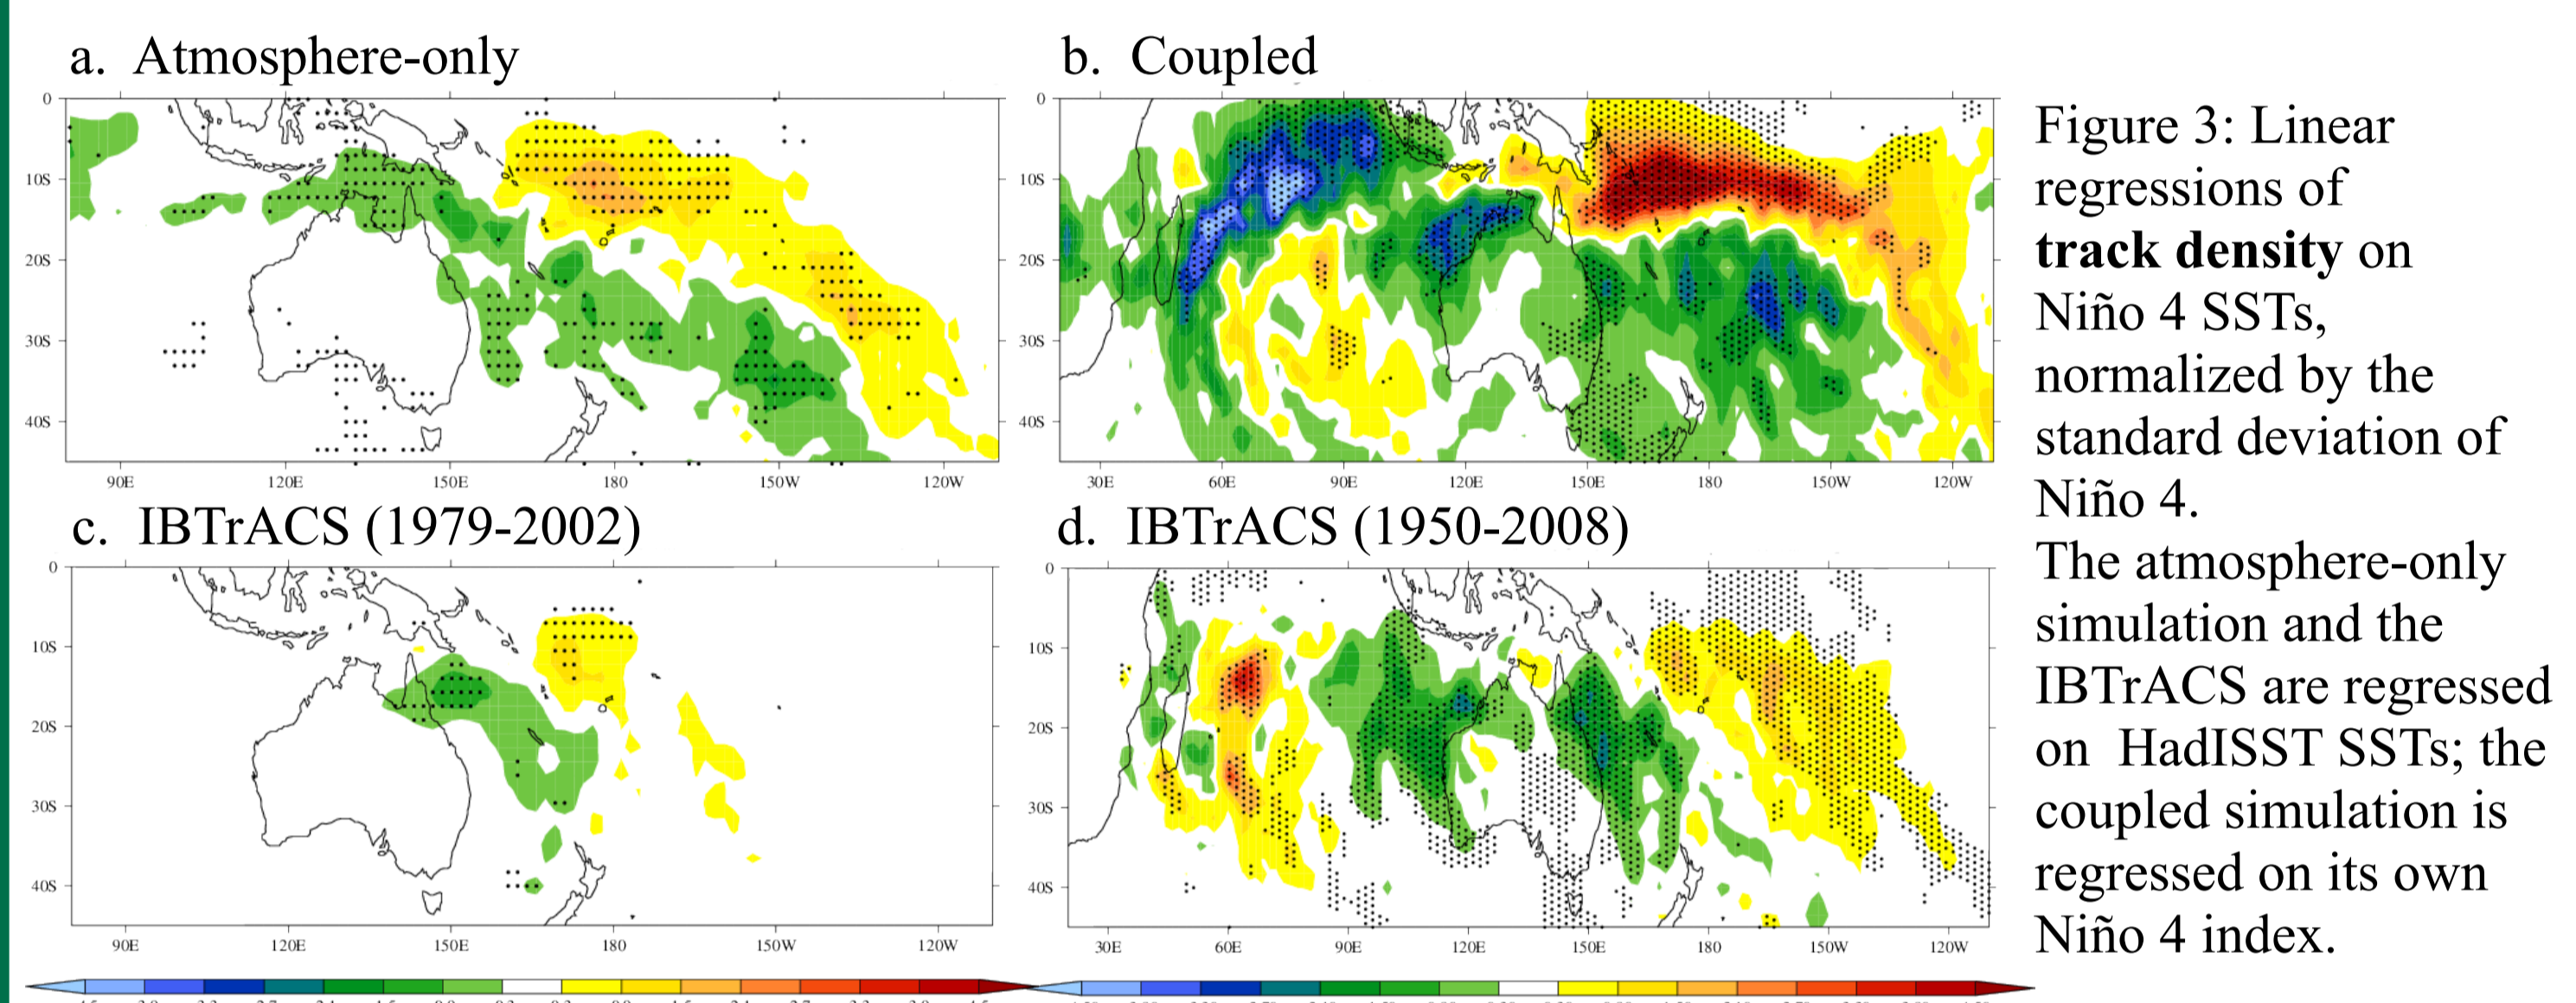 a. Atmosphere-only
0
10S
20S
30S
40S
90E 120E 150E 180 150W 120W
b. Coupled
0
10S
20S
30S
40S
30E 60E 90E 120E 150E 180 150W 120W
c. IBTrACS (1979-2002)
0
10S
20S
30S
40S
90E 120E 150E 180 150W 120W
d. IBTrACS (1950-2008)
0
10S
20S
30S
40S
30E 60E 90E 120E 150E 180 150W 120W
Figure 3: Linear
regressions of
track density on
Niño 4 SSTs,
normalized by the
standard deviation of
Niño 4.
The atmosphere-only
simulation and the
IBTrACS are regressed
on HadISST SSTs; the
coupled simulation is
regressed on its own
Niño 4 index.